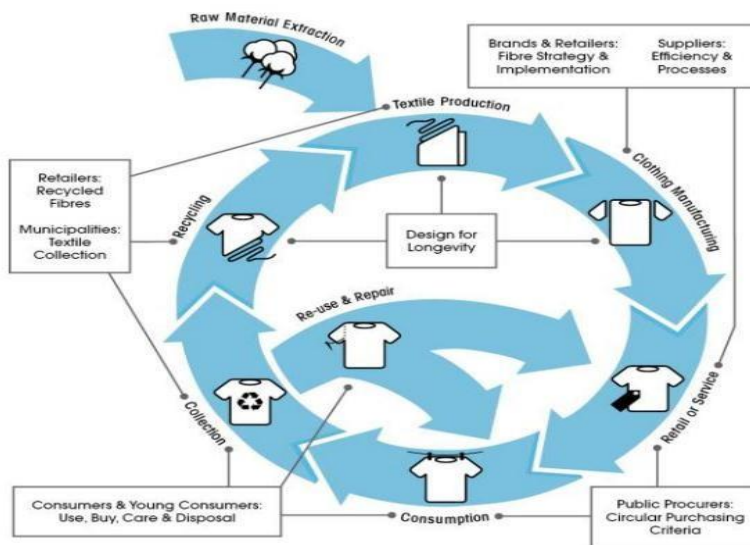 Raw Material Extraction
Brands & Retailers:
Fibre Strategy &
Implementation
Suppliers:
Efficiency &
Processes
Textile Production
Clothing Manufacturing
Retailers:
Recycled
Fibres
Municipalities:
Textile
Collection
Recycling
Design for
Longevity
Re-use & Repair
Retail or Service
Collection
Consumers & Young Consumers:
Use, Buy, Care & Disposal
Consumption
Public Procurers:
Circular Purchasing
Criteria